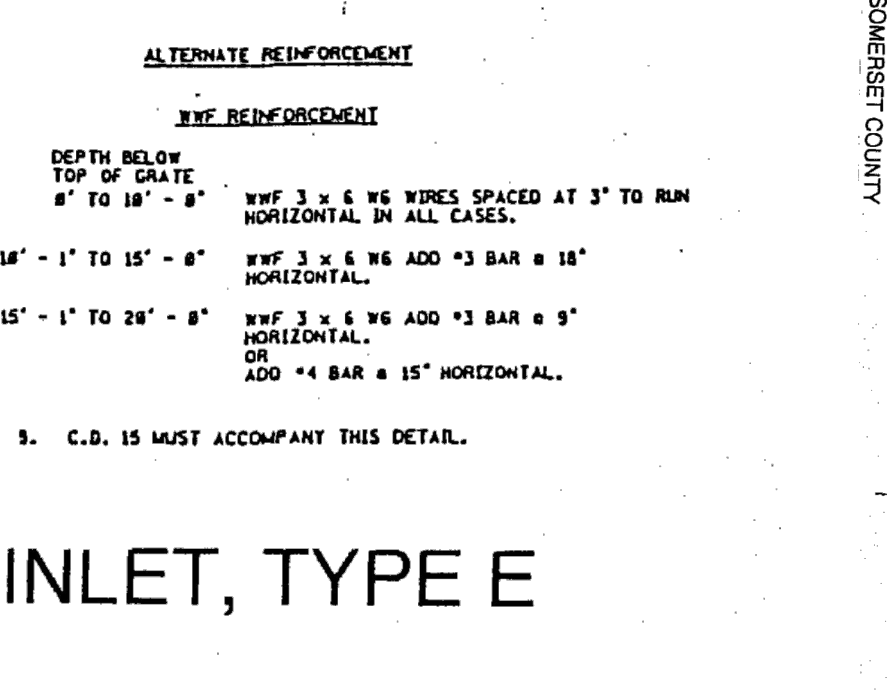 ALTERNATE REINFORCEMENT
WWF REINFORCEMENT
DEPTH BELOW
TOP OF GRATE
0' TO 10' - 0" WWF 3 x 6 W6 WIRES SPACED AT 3" TO RUN
HORIZONTAL IN ALL CASES.
10' - 1" TO 15' - 0" WWF 3 x 6 W6 ADD #3 BAR @ 18"
HORIZONTAL.
15' - 1" TO 20' - 0" WWF 3 x 6 W6 ADD #3 BAR @ 9"
HORIZONTAL.
OR
ADD #4 BAR @ 15" HORIZONTAL.
C.D. 15 MUST ACCOMPANY THIS DETAIL.
INLET, TYPE E
SOMERSET COUNTY